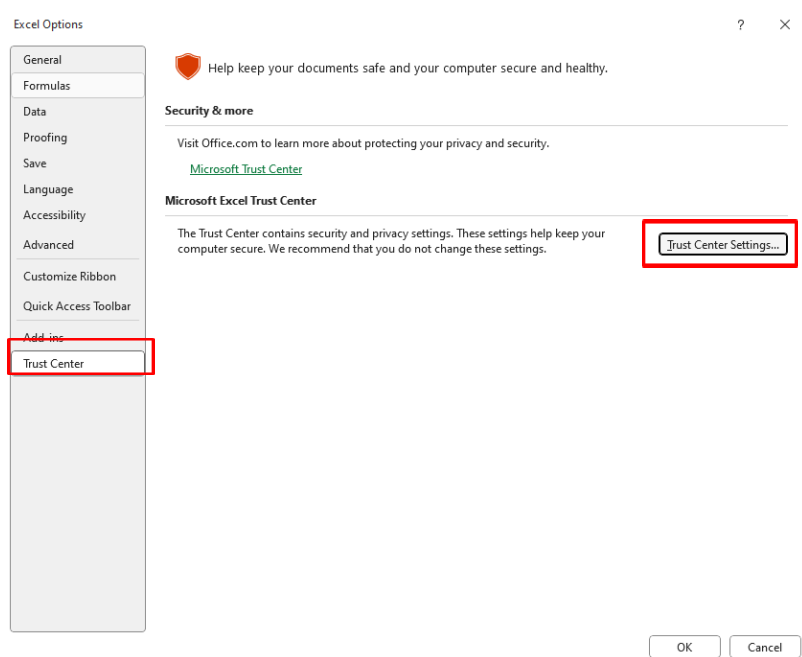 Excel Options
?
General
Formulas
Data
Proofing
Save
Language
Accessibility
Advanced
Customize Ribbon
Quick Access Toolbar
Add-ins
Trust Center
Help keep your documents safe and your computer secure and healthy.
Security & more
Visit Office.com to learn more about protecting your privacy and security.
Microsoft Trust Center
Microsoft Excel Trust Center
The Trust Center contains security and privacy settings. These settings help keep your
computer secure. We recommend that you do not change these settings.
Trust Center Settings...
OK
Cancel